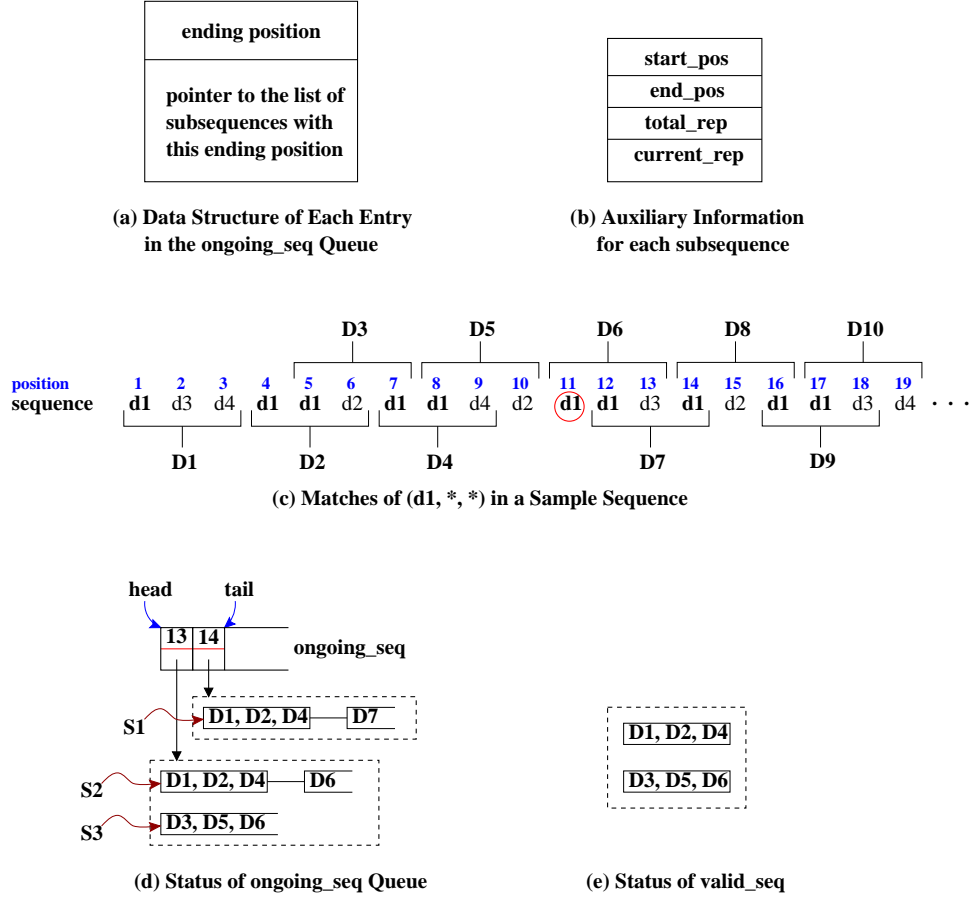 ending position
pointer to the list of
subsequences with
this ending position
start_pos
end_pos
total_rep
current_rep
(a) Data Structure of Each Entry
in the ongoing_seq Queue
(b) Auxiliary Information
for each subsequence
D3 D5 D6 D8 D10
position 1 2 3 4 5 6 7 8 9 10 11 12 13 14 15 16 17 18 19
sequence d1 d3 d4 d1 d1 d2 d1 d1 d4 d2 d1 d1 d3 d1 d2 d1 d1 d3 d4 . . .
D1 D2 D4 D7 D9
(c) Matches of (d1, *, *) in a Sample Sequence
head tail
13 14
ongoing_seq
S1 D1, D2, D4 D7
S2 D1, D2, D4 D6
S3 D3, D5, D6
D1, D2, D4
D3, D5, D6
(d) Status of ongoing_seq Queue
(e) Status of valid_seq